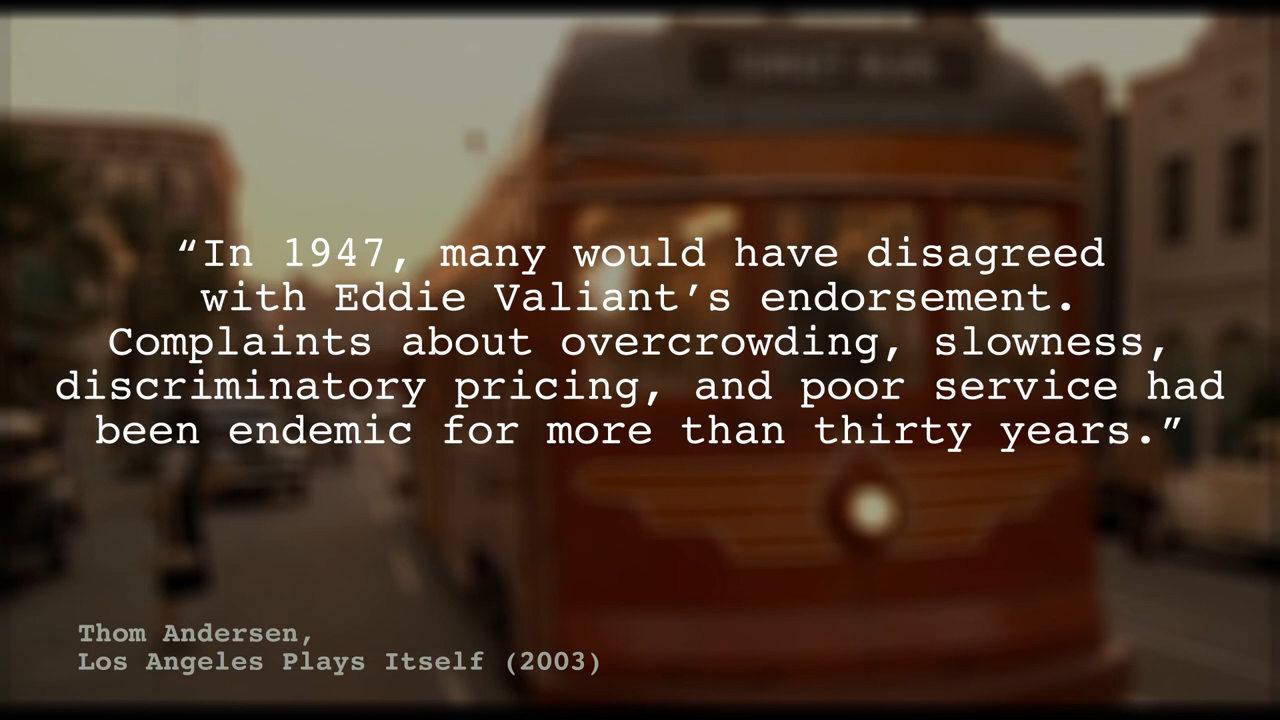 “In 1947, many would have disagreed
with Eddie Valiant’s endorsement.
Complaints about overcrowding, slowness,
discriminatory pricing, and poor service had
been endemic for more than thirty years.”
Thom Andersen,
Los Angeles Plays Itself (2003)